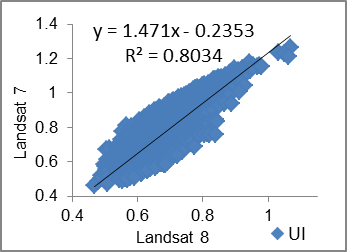 y = 1.471x - 0.2353
R² = 0.8034
1.4
1.2
1
0.8
0.6
0.4
Landsat 7
0.4
0.6
0.8
1
Landsat 8
UI